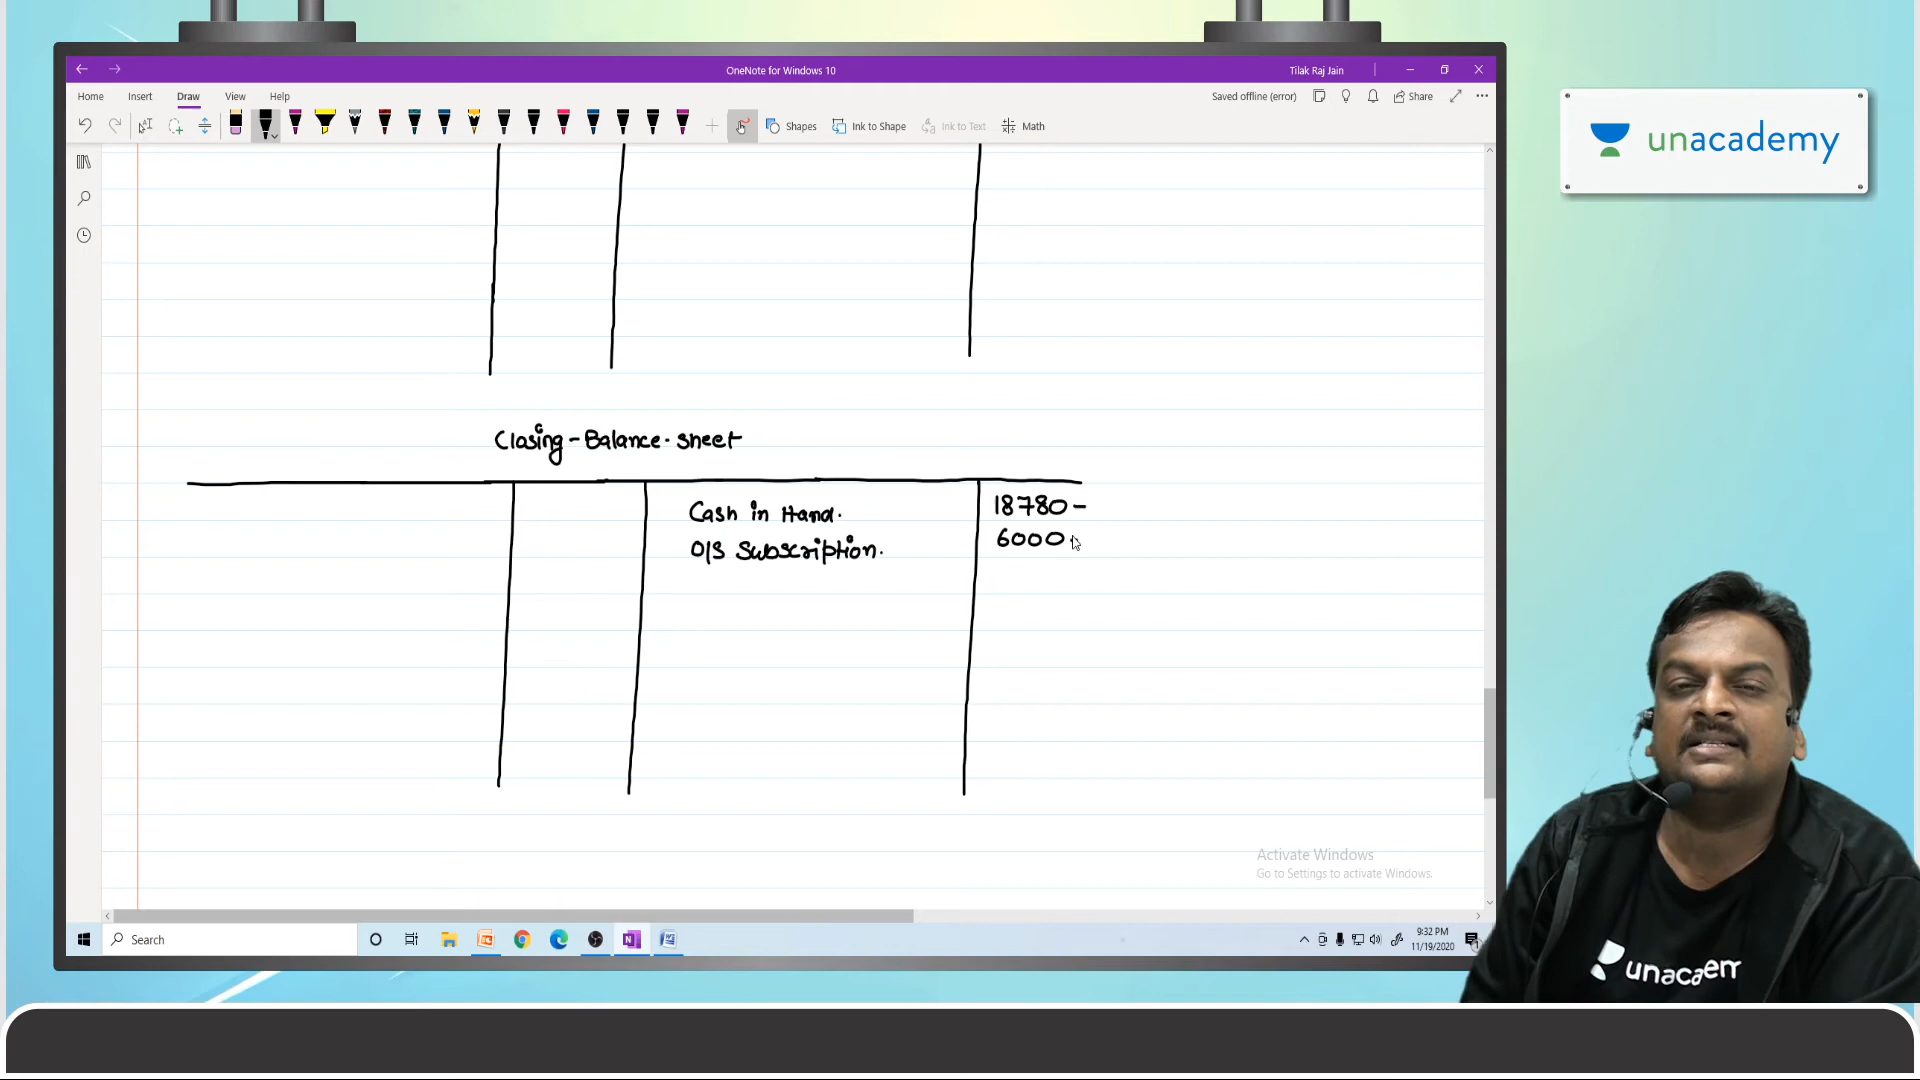 OneNote for Windows 10
Tilak Raj Jain
Home Insert Draw View Help
Saved offline (error)
Share
Shapes
Ink to Shape
Ink to Text
Math
unacademy
Closing-Balance-sheet
Cash in Hand. 18780-
O/S Subscription. 6000
Activate Windows
Go to Settings to activate Windows.
Search
9:32 PM
11/19/2020
unacadem